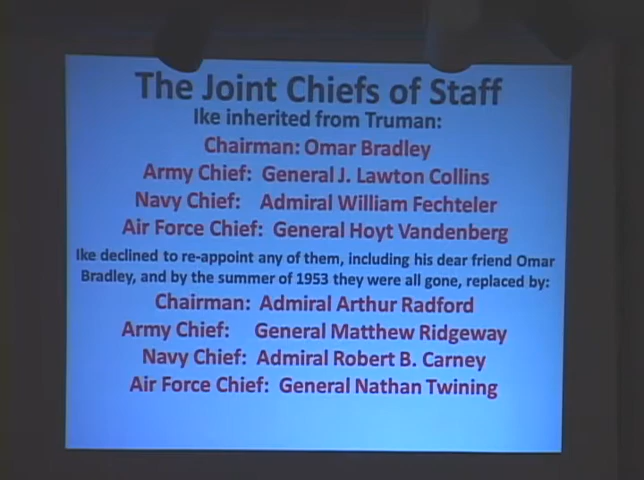 The Joint Chiefs of Staff
Ike inherited from Truman:
Chairman: Omar Bradley
Army Chief: General J. Lawton Collins
Navy Chief: Admiral William Fechteler
Air Force Chief: General Hoyt Vandenberg
Ike declined to re-appoint any of them, including his dear friend Omar
Bradley, and by the summer of 1953 they were all gone, replaced by:
Chairman: Admiral Arthur Radford
Army Chief: General Matthew Ridgeway
Navy Chief: Admiral Robert B. Carney
Air Force Chief: General Nathan Twining